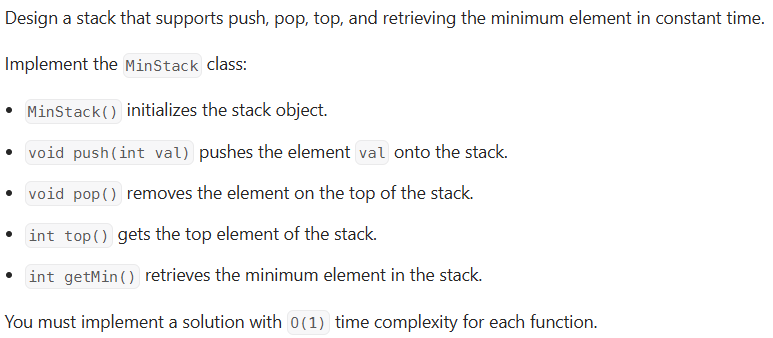 Design a stack that supports push, pop, top, and retrieving the minimum element in constant time.
Implement the MinStack class:
• MinStack() initializes the stack object.
• void push(int val) pushes the element val onto the stack.
• void pop() removes the element on the top of the stack.
• int top() gets the top element of the stack.
• int getMin() retrieves the minimum element in the stack.
You must implement a solution with O(1) time complexity for each function.